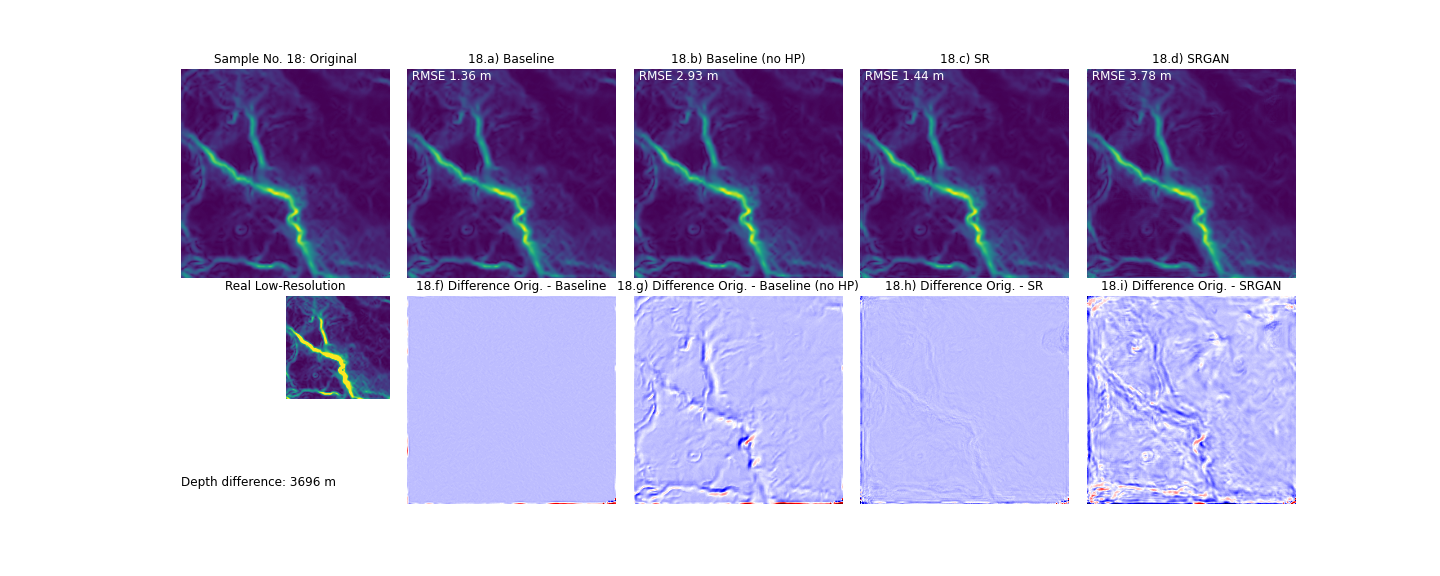 Sample No. 18: Original
18.a) Baseline
18.b) Baseline (no HP)
18.c) SR
18.d) SRGAN
RMSE 1.36 m
RMSE 2.93 m
RMSE 1.44 m
RMSE 3.78 m
Real Low-Resolution
18.f) Difference Orig. - Baseline
18.g) Difference Orig. - Baseline (no HP)
18.h) Difference Orig. - SR
18.i) Difference Orig. - SRGAN
Depth difference: 3696 m